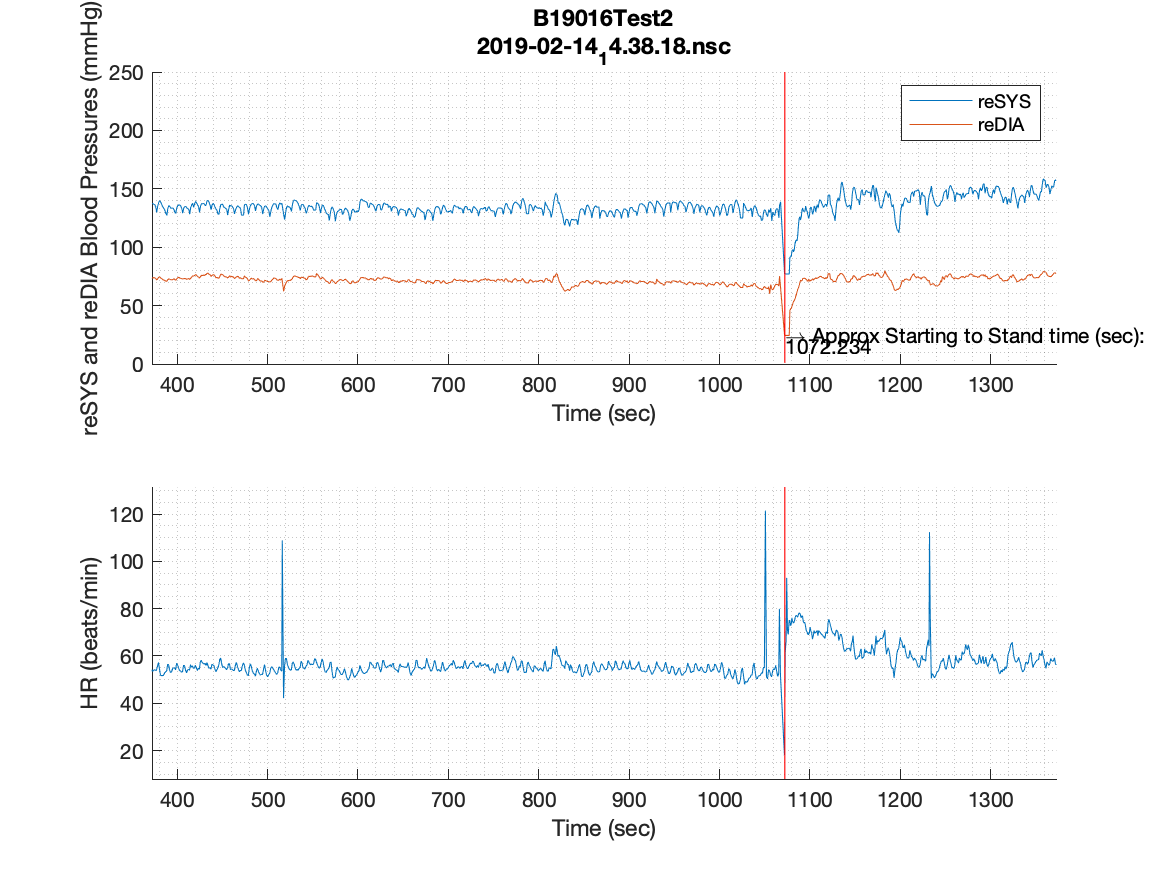 B19016Test2
2019-02-14₁4.38.18.nsc
reSYS and reDIA Blood Pressures (mmHg)
250
200
150
100
50
0
reSYS
reDIA
→ Approx Starting to Stand time (sec):
1072.234
400 500 600 700 800 900 1000 1100 1200 1300
Time (sec)
HR (beats/min)
120
100
80
60
40
20
400 500 600 700 800 900 1000 1100 1200 1300
Time (sec)